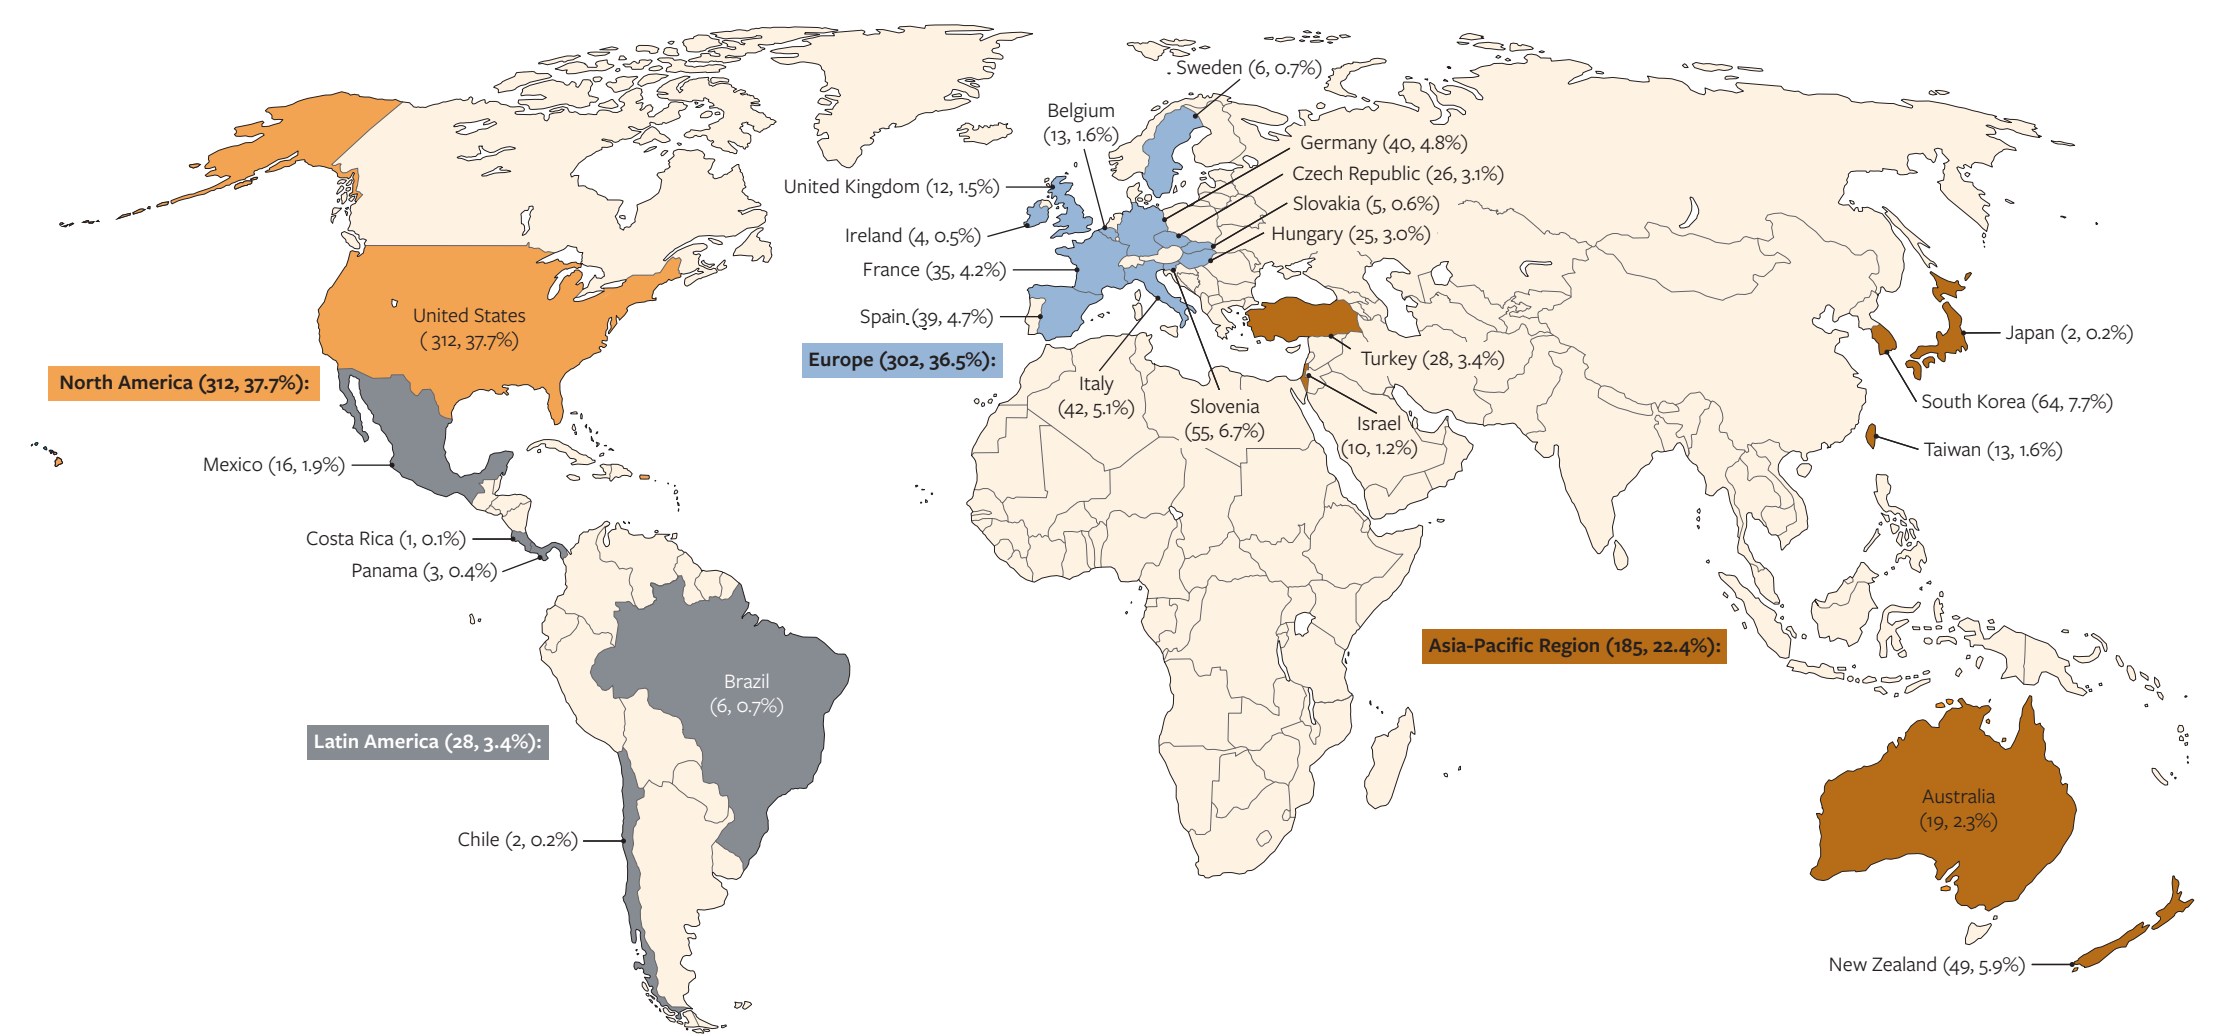 Sweden (6, 0.7%)
Belgium
(13, 1.6%)
Germany (40, 4.8%)
Czech Republic (26, 3.1%)
United Kingdom (12, 1.5%)
Slovakia (5, 0.6%)
Ireland (4, 0.5%)
Hungary (25, 3.0%)
France (35, 4.2%)
United States
( 312, 37.7%)
Spain (39, 4.7%)
Japan (2, 0.2%)
Europe (302, 36.5%):
Turkey (28, 3.4%)
North America (312, 37.7%):
Italy
(42, 5.1%)
Slovenia
(55, 6.7%)
Israel
(10, 1.2%)
South Korea (64, 7.7%)
Taiwan (13, 1.6%)
Mexico (16, 1.9%)
Costa Rica (1, 0.1%)
Panama (3, 0.4%)
Asia-Pacific Region (185, 22.4%):
Brazil
(6, 0.7%)
Latin America (28, 3.4%):
Australia
(19, 2.3%)
Chile (2, 0.2%)
New Zealand (49, 5.9%)